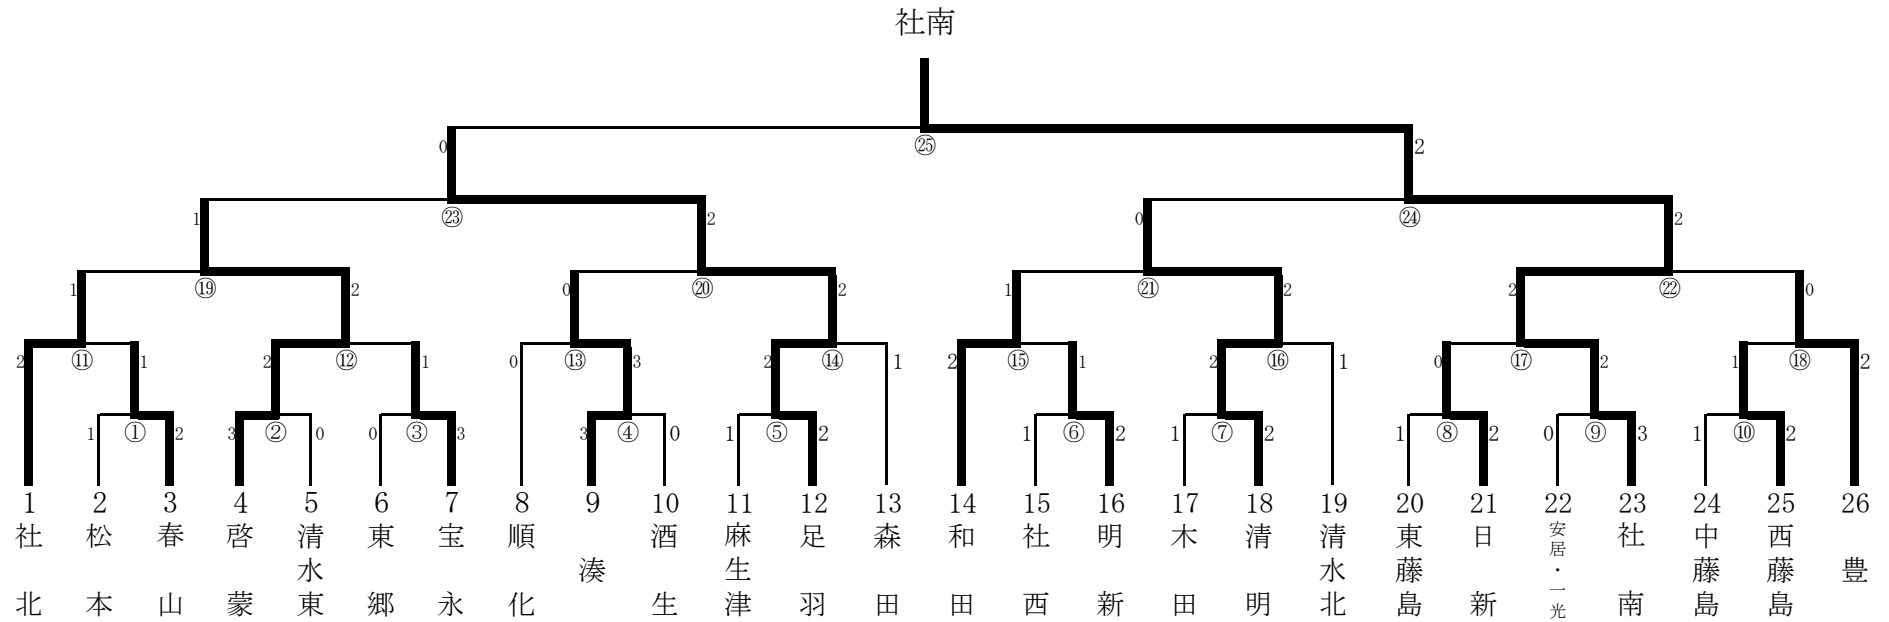 社南
0 ㉕ 2
1 ㉓ 2 0 ㉔ 2
1 ⑲ 2 0 ⑳ 2 1 ㉑ 2 2 ㉒ 0
2 ⑪ 1 2 ⑫ 1 0 ⑬ 3 2 ⑭ 1 2 ⑮ 1 2 ⑯ 1 0 ⑰ 2 1 ⑱ 2
1 ① 2 3 ② 0 0 ③ 3 3 ④ 0 1 ⑤ 2 1 ⑥ 2 1 ⑦ 2 1 ⑧ 2 0 ⑨ 3 1 ⑩ 2
1 2 3 4 5 6 7 8 9 10 11 12 13 14 15 16 17 18 19 20 21 22 23 24 25 26
社北
松本
春山
啓蒙
清水東
東郷
宝永
順化
湊
酒生
麻生津
足羽
森田
和田
社西
明新
木田
清明
清水北
東藤島
日新
安居・一光
社南
中藤島
西藤島
豊